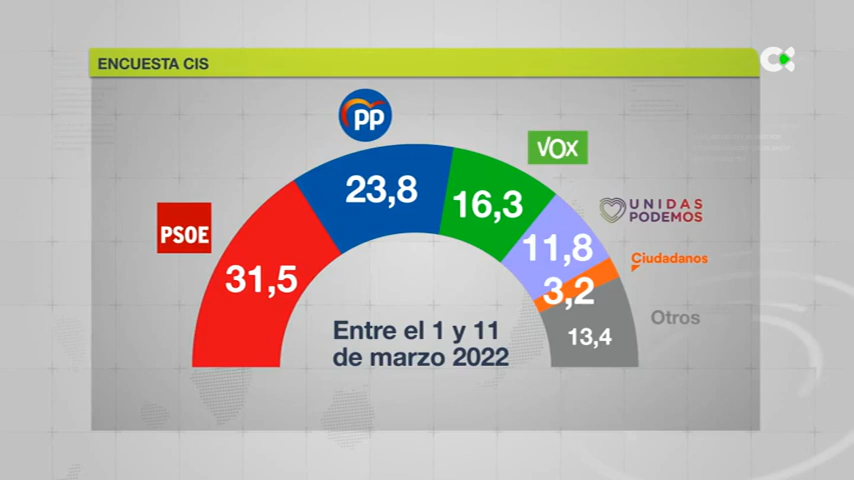 ENCUESTA CIS
PP
VOX
23,8
16,3
UNIDAS
PODEMOS
PSOE
11,8
Ciudadanos
31,5
3,2
Otros
13,4
Entre el 1 y 11
de marzo 2022